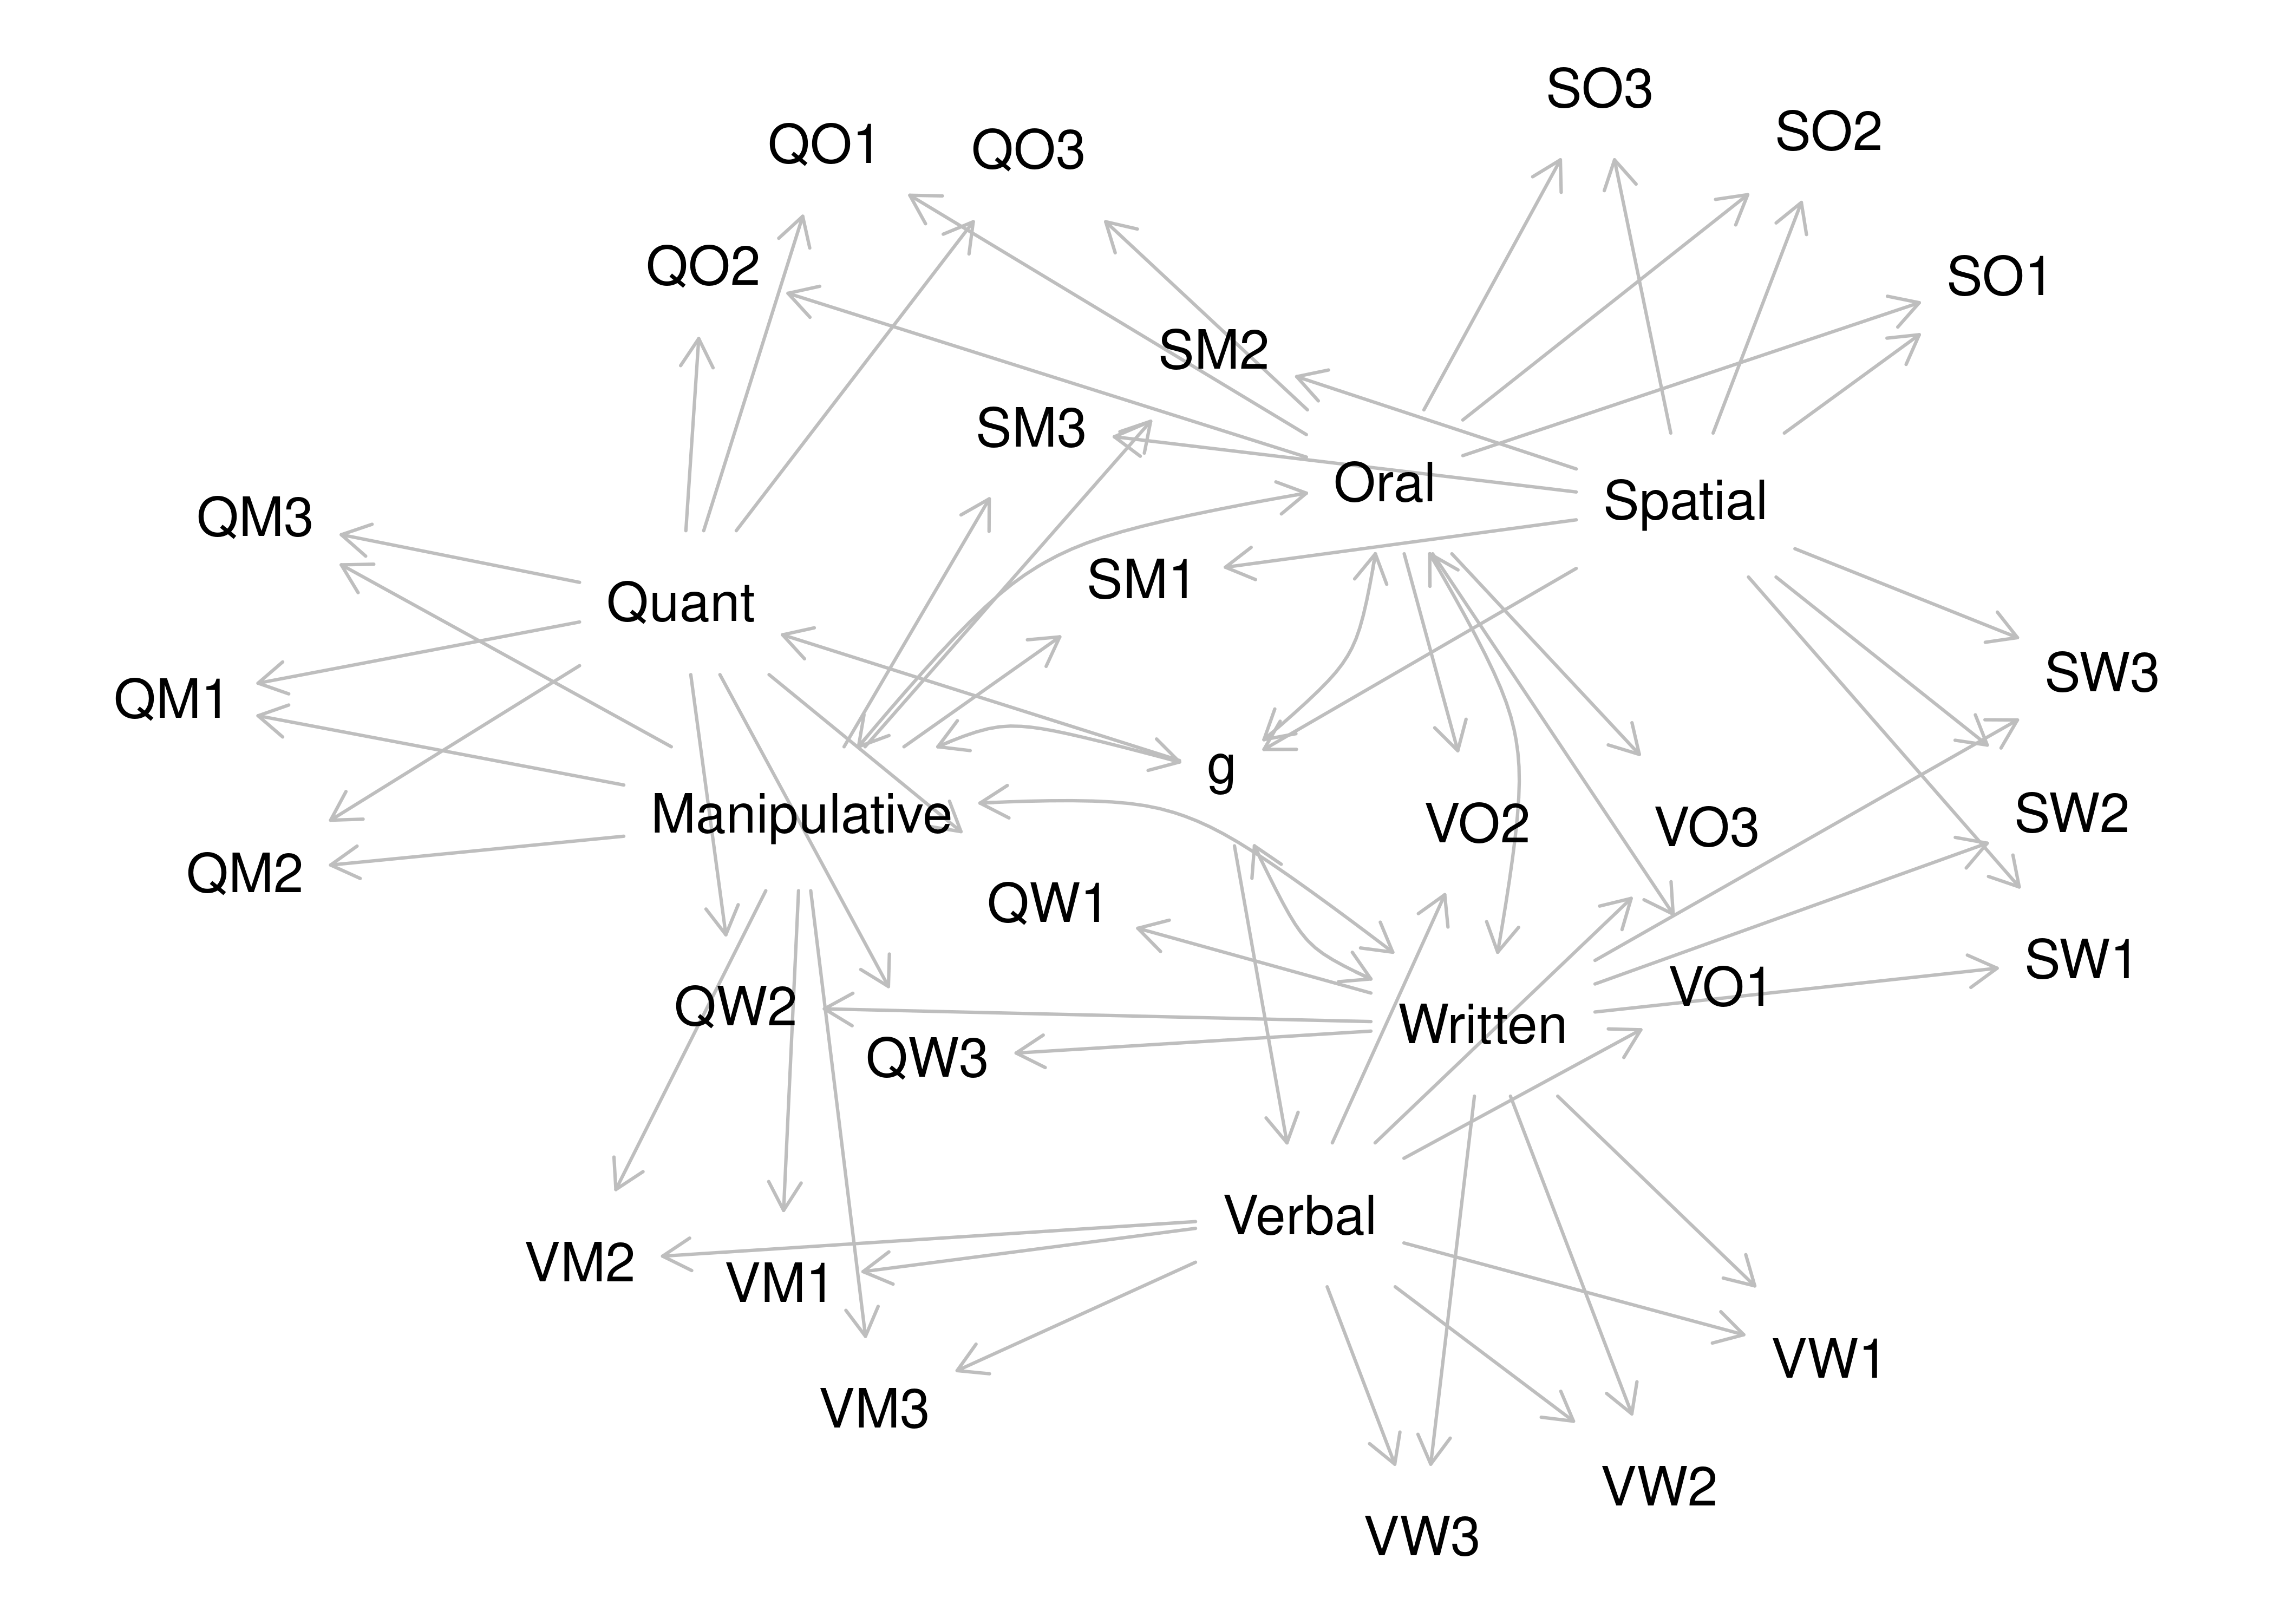 SO3
SO2
QO1
QO3
QO2
SO1
SM2
SM3
Oral
Spatial
QM3
SM1
Quant
SW3
QM1
g
Manipulative
VO2
VO3
SW2
QM2
QW1
SW1
VO1
QW2
Written
QW3
Verbal
VM2
VM1
VW1
VM3
VW2
VW3